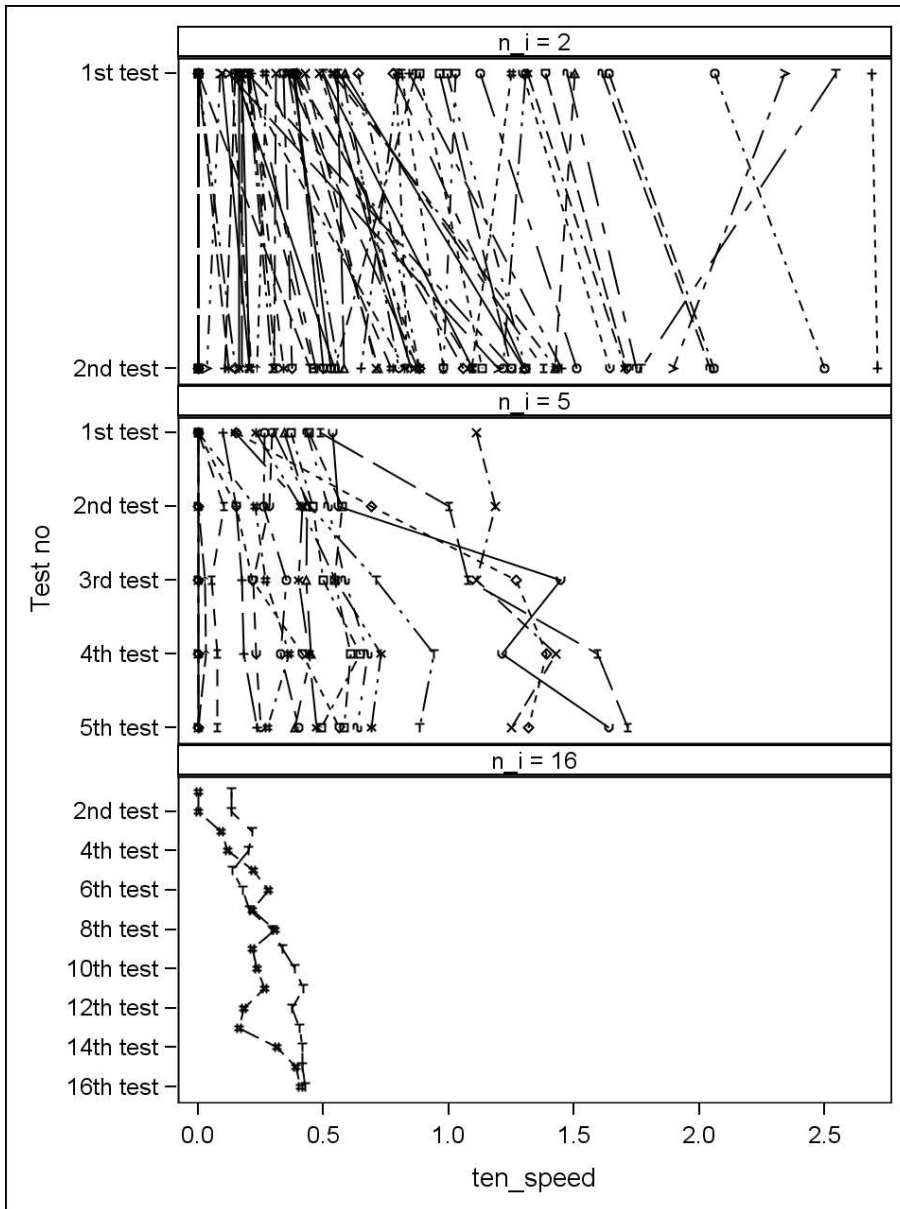 n_i = 2
1st test
2nd test
n_i = 5
1st test
2nd test
3rd test
4th test
5th test
n_i = 16
2nd test
4th test
6th test
8th test
10th test
12th test
14th test
16th test
Test no
0.0 0.5 1.0 1.5 2.0 2.5
ten_speed